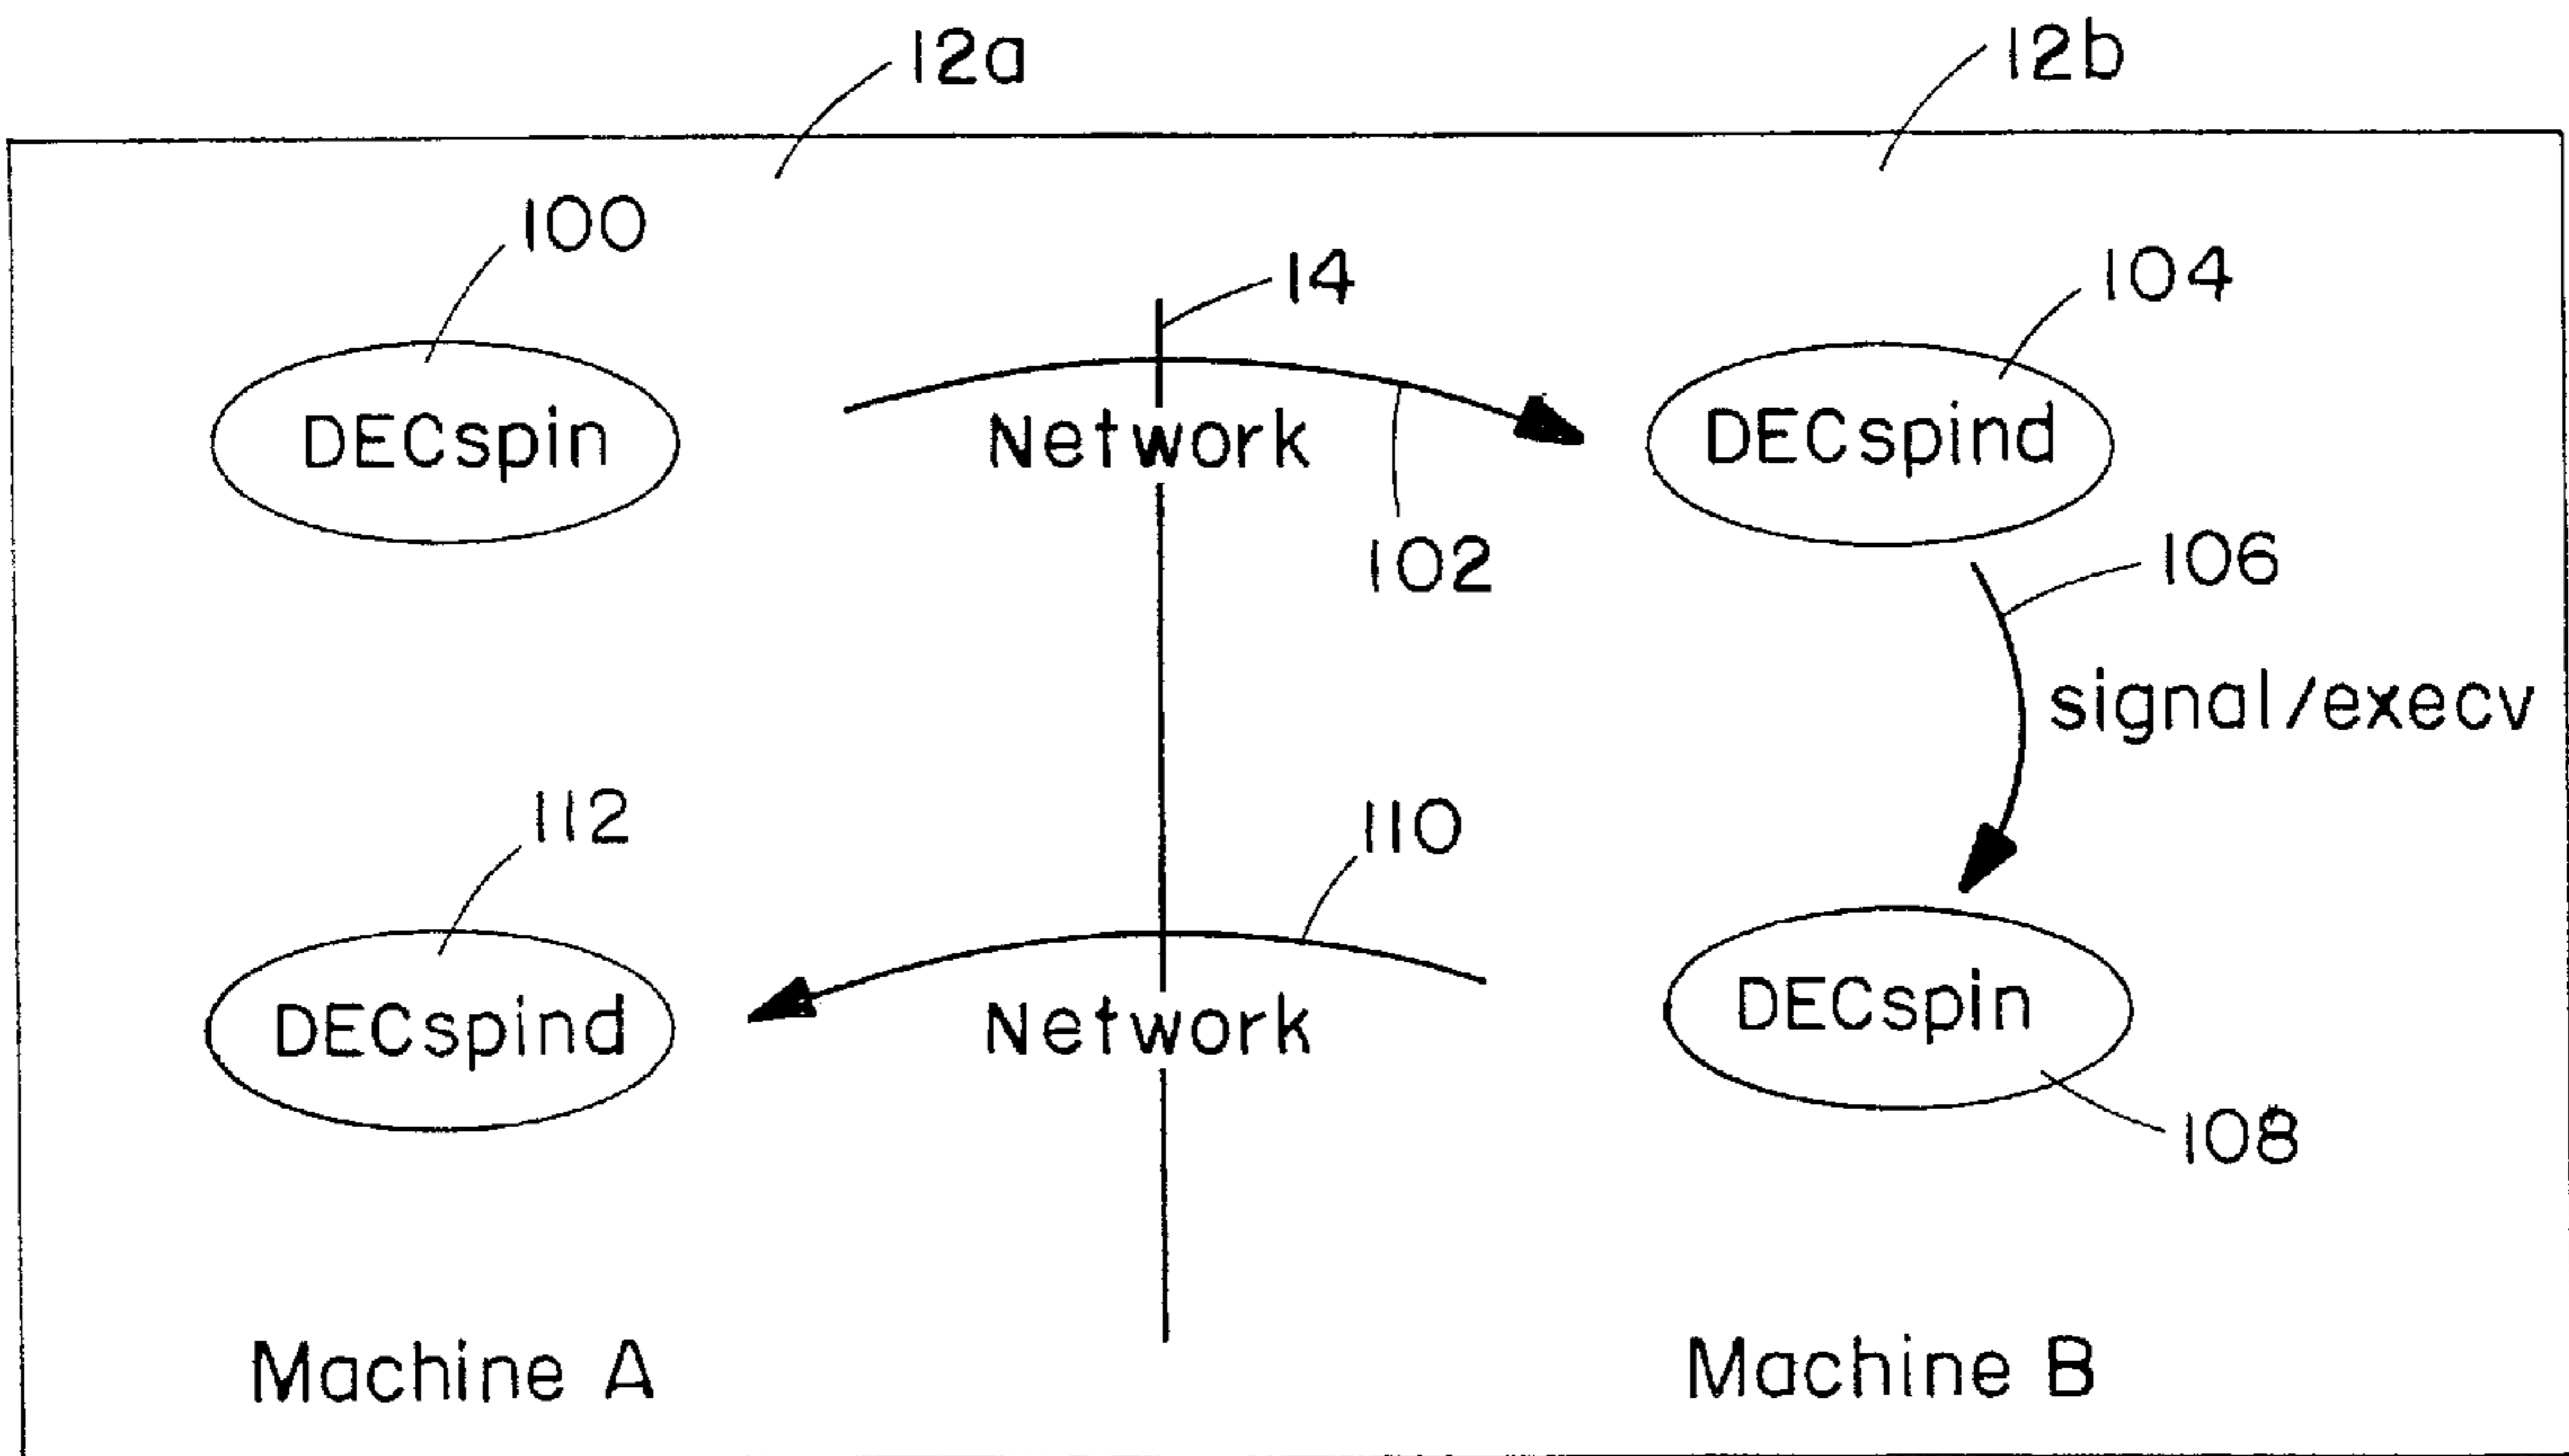 12a
12b
100
14
104
DECspin
Network
DECspind
102
106
signal/execv
112
110
DECspind
Network
DECspin
108
Machine A
Machine B